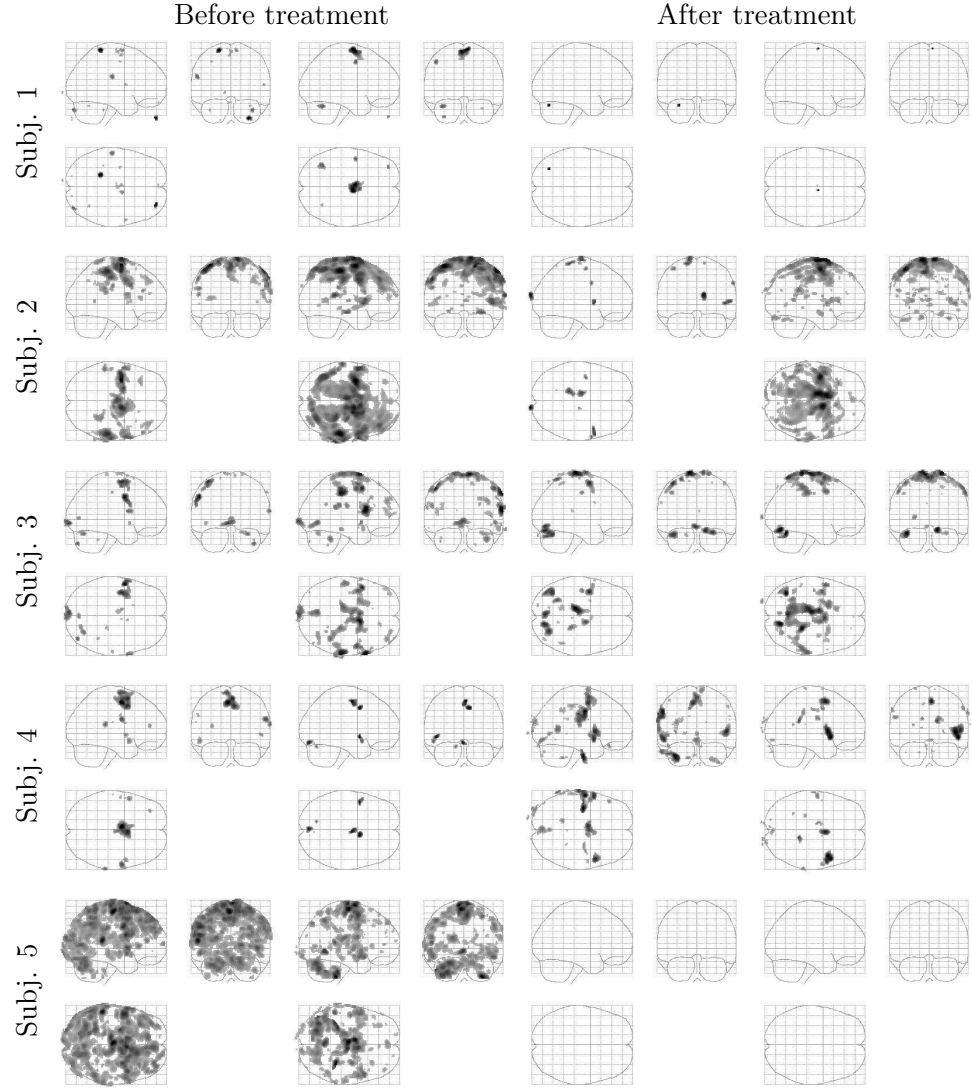 Before treatment
After treatment
Subj. 1
Subj. 2
Subj. 3
Subj. 4
Subj. 5